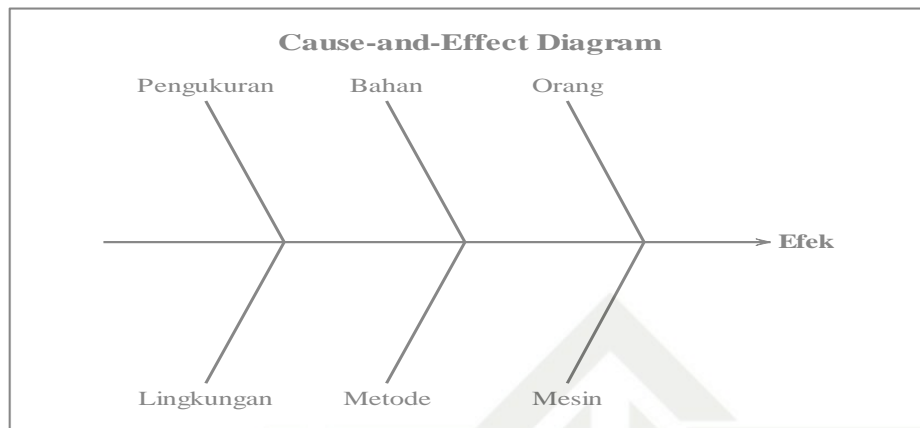 Cause-and-Effect Diagram
Pengukuran Bahan Orang
Efek
Lingkungan Metode Mesin